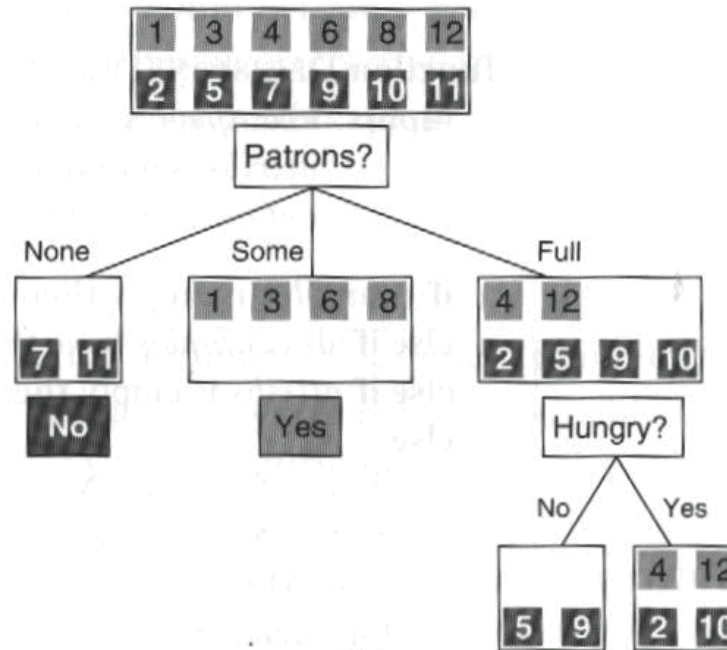 1 3 4 6 8 12
2 5 7 9 10 11
Patrons?
None Some Full
1 3 6 8 4 12
7 11 2 5 9 10
No Yes Hungry?
No Yes
4 12
5 9 2 10